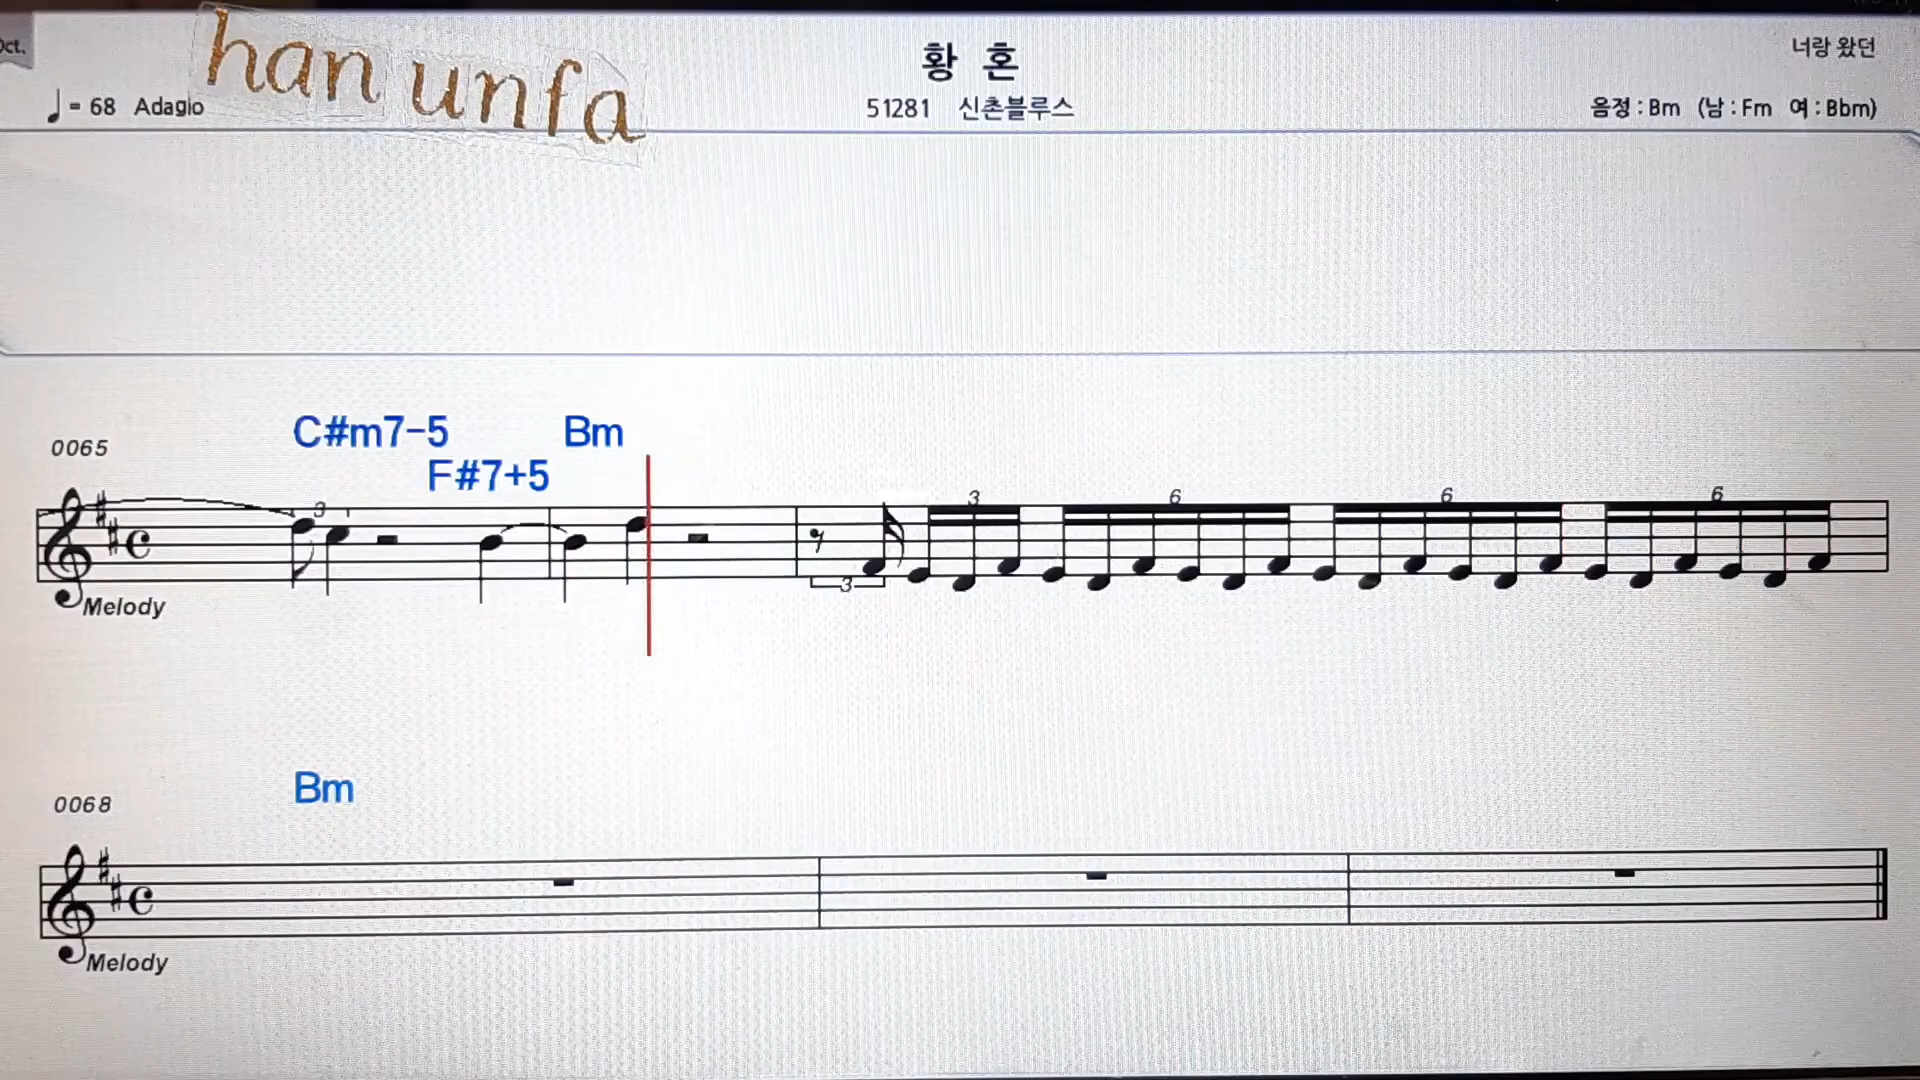 Oct.
han unfa
황 혼
너랑 왔던
♩ = 68 Adagio
51281 신촌블루스
음정 : Bm (남 : Fm 여 : Bbm)
C#m7-5 Bm
0065
F#7+5
3 3 6 6 6
3
Melody
Bm
0068
Melody